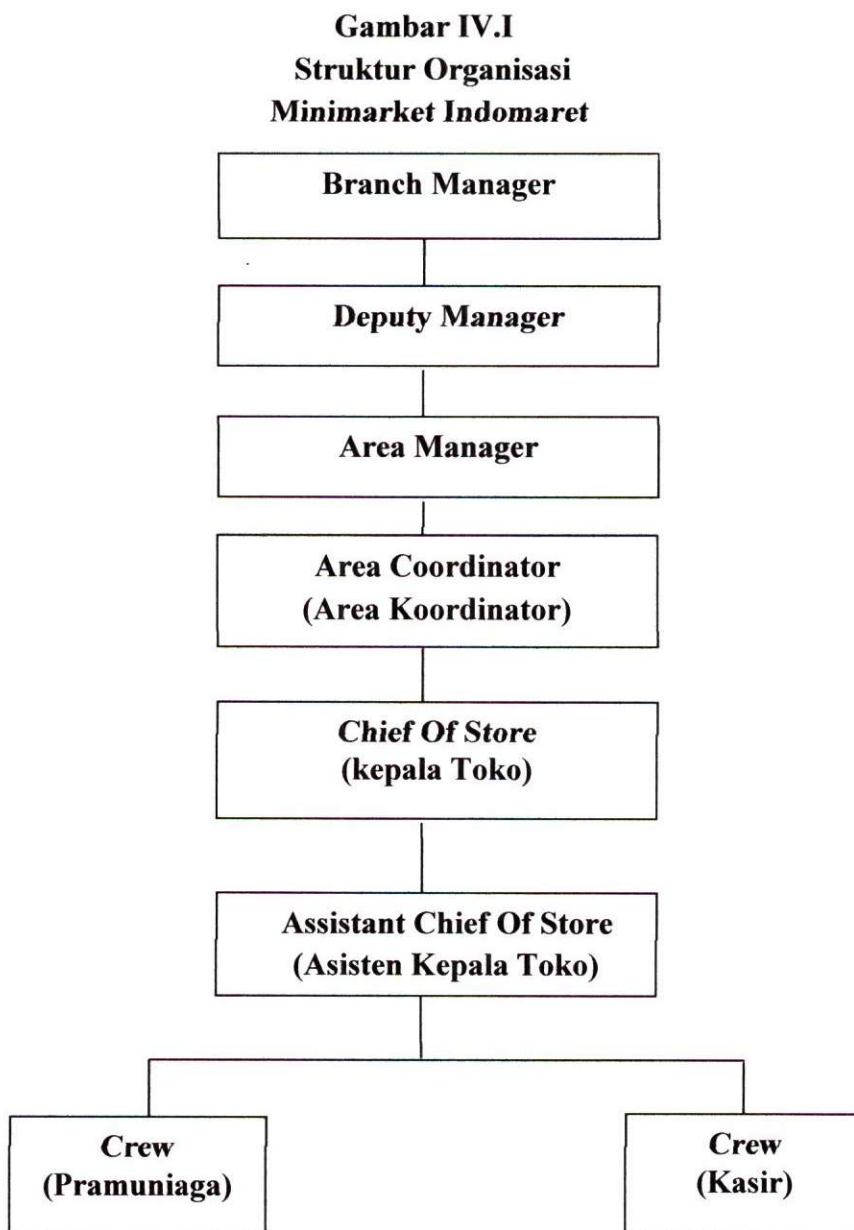 Gambar IV.I
Struktur Organisasi
Minimarket Indomaret
Branch Manager
Deputy Manager
Area Manager
Area Coordinator
(Area Koordinator)
Chief Of Store
(kepala Toko)
Assistant Chief Of Store
(Asisten Kepala Toko)
Crew
(Pramuniaga)
Crew
(Kasir)